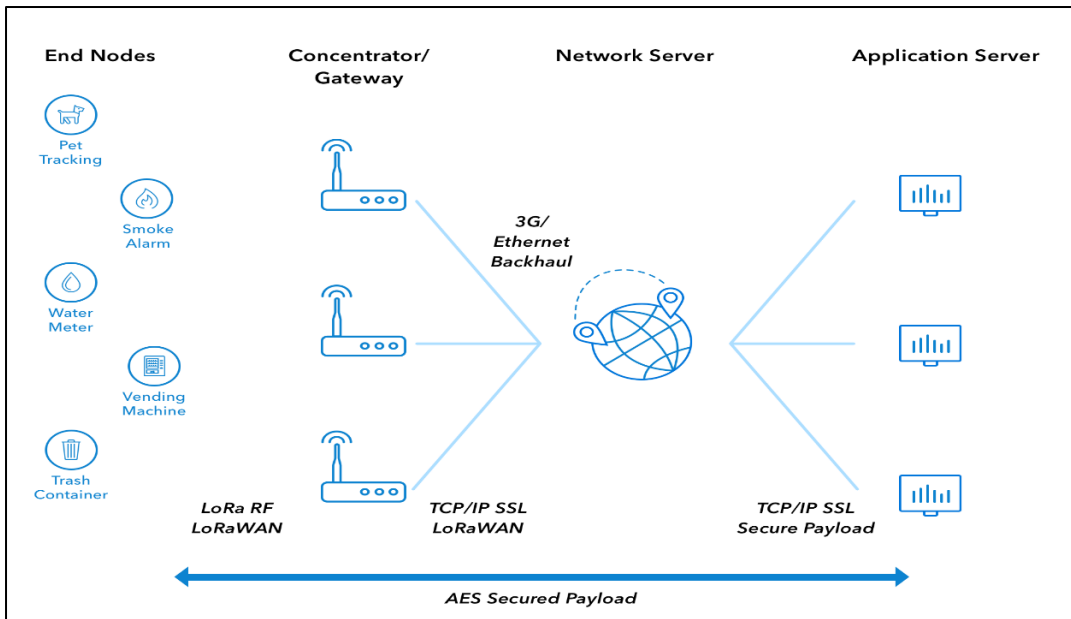 End Nodes
Concentrator/
Gateway
Network Server
Application Server
Pet
Tracking
Smoke
Alarm
Water
Meter
Vending
Machine
Trash
Container
3G/
Ethernet
Backhaul
LoRa RF
LoRaWAN
TCP/IP SSL
LoRaWAN
TCP/IP SSL
Secure Payload
AES Secured Payload